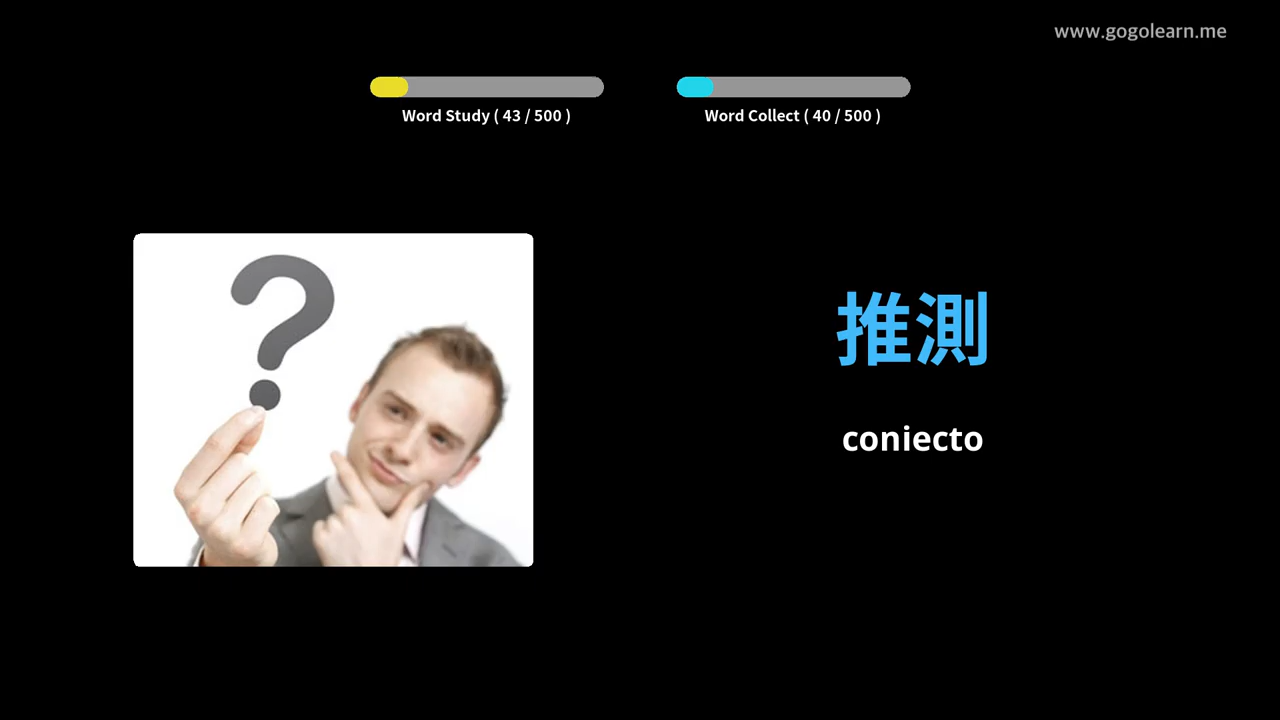 www.gogolearn.me
Word Study ( 43 / 500 )
Word Collect ( 40 / 500 )
?
推測
coniecto